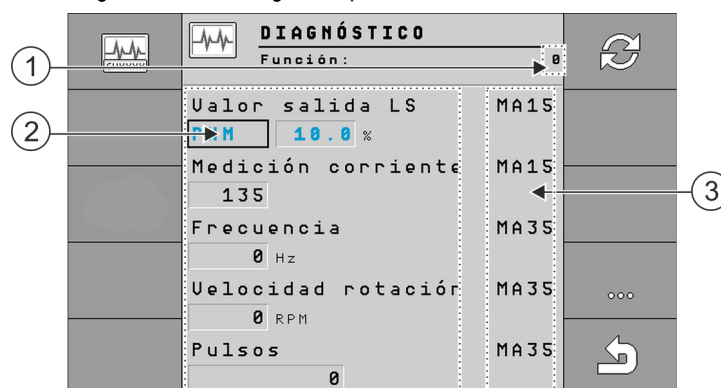 DIAGNÓSTICO
Función: 0
1
Valor salida LS MA15
2
10.0 %
Medición corriente MA15
135
3
Frecuencia MA35
0 Hz
Velocidad rotación MA35
0 RPM
Pulsos MA35
0